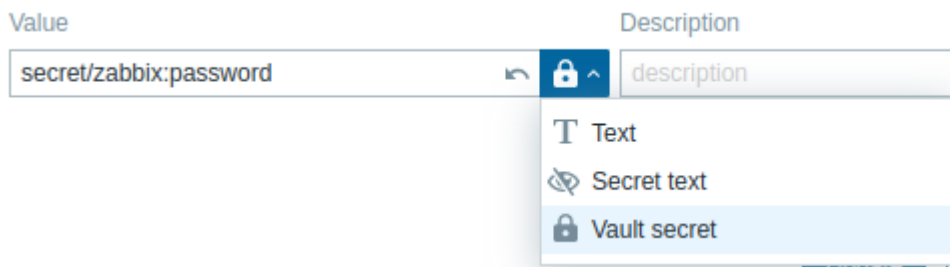 Value Description
secret/zabbix:password description
Text
Secret text
Vault secret